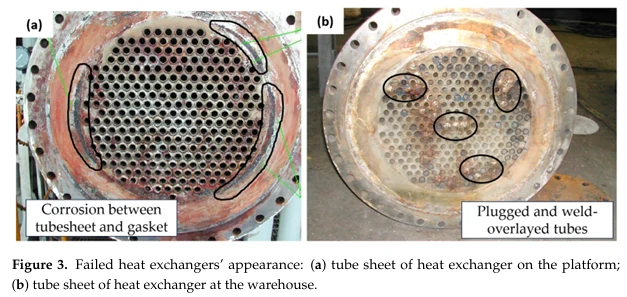 (a)
Corrosion between
tubesheet and gasket
(b)
Plugged and weld-
overlayed tubes
Figure 3. Failed heat exchangers’ appearance: (a) tube sheet of heat exchanger on the platform;
(b) tube sheet of heat exchanger at the warehouse.